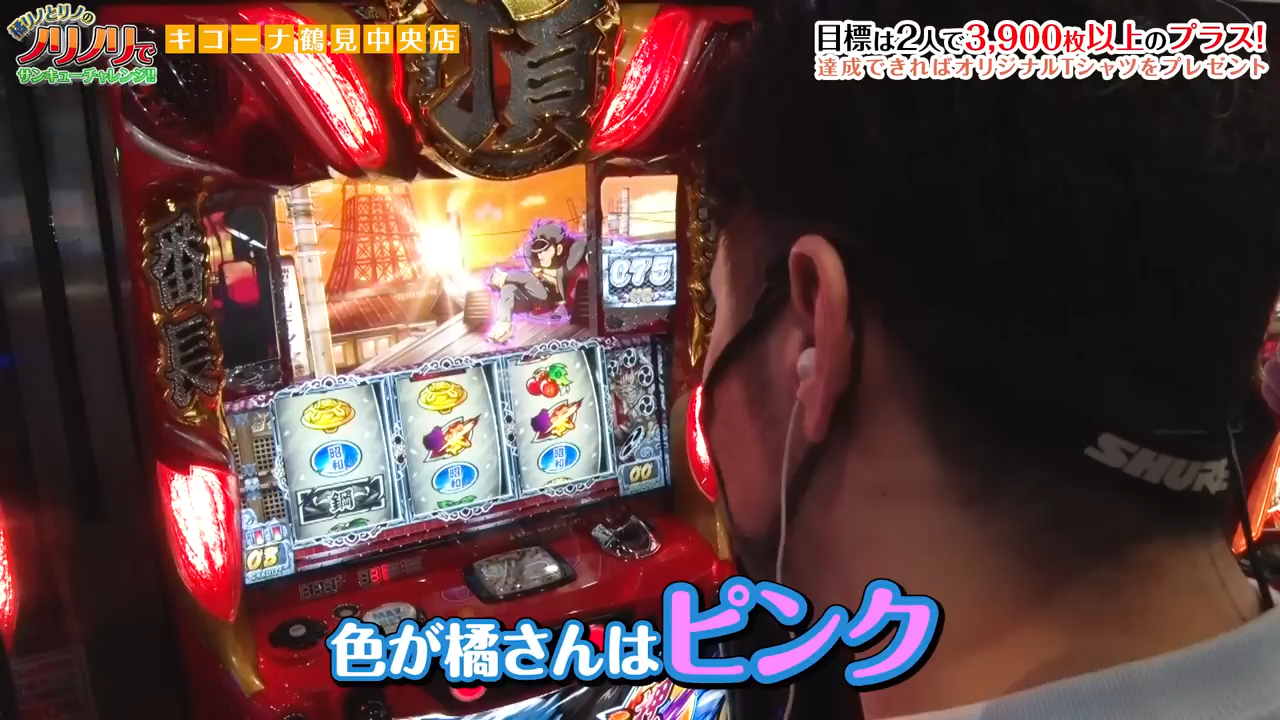 橘リノとリノの
ノリノリで
サンキューチャレンジ!!
キコーナ鶴見中央店
目標は2人で3,900枚以上のプラス!
達成できればオリジナルTシャツをプレゼント
頂
番長
075
昭和
鋼
昭和
昭和
00
03
CREDIT
SHURE
色が橘さんはピンク